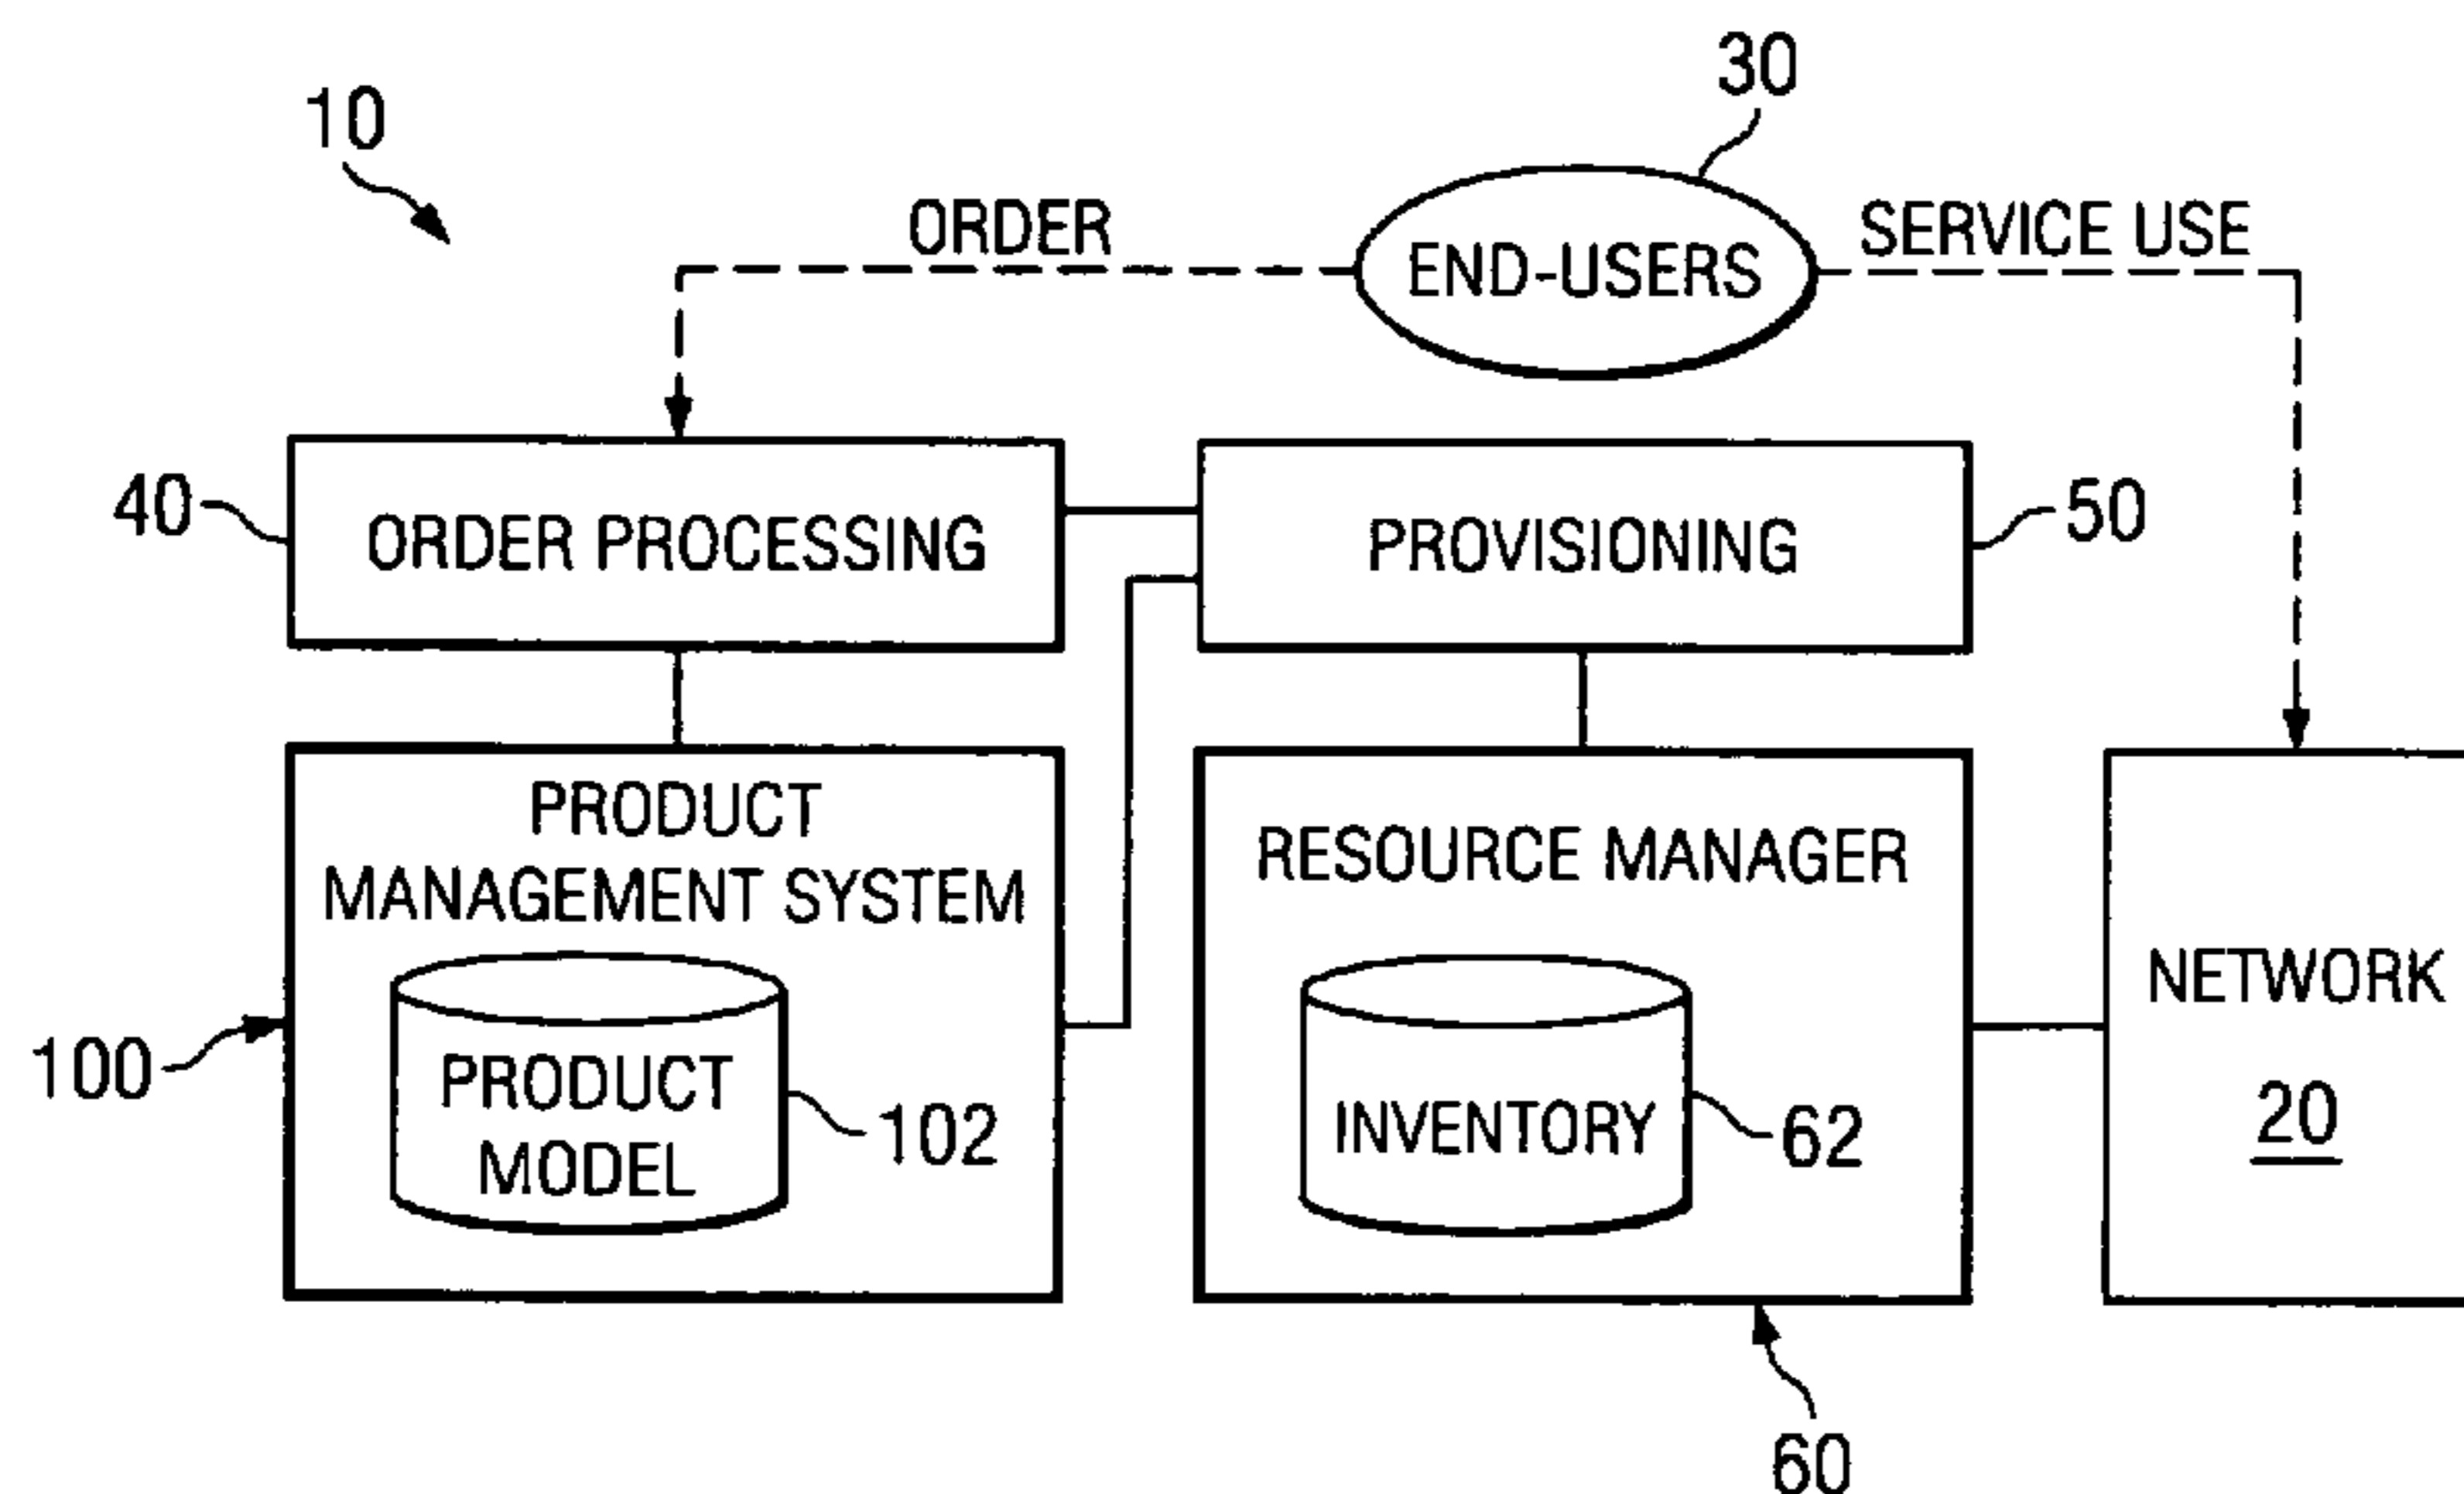 30
10
ORDER
SERVICE USE
END-USERS
40
ORDER PROCESSING
PROVISIONING
50
PRODUCT
MANAGEMENT SYSTEM
RESOURCE MANAGER
NETWORK
20
100
PRODUCT
MODEL
102
INVENTORY
62
60